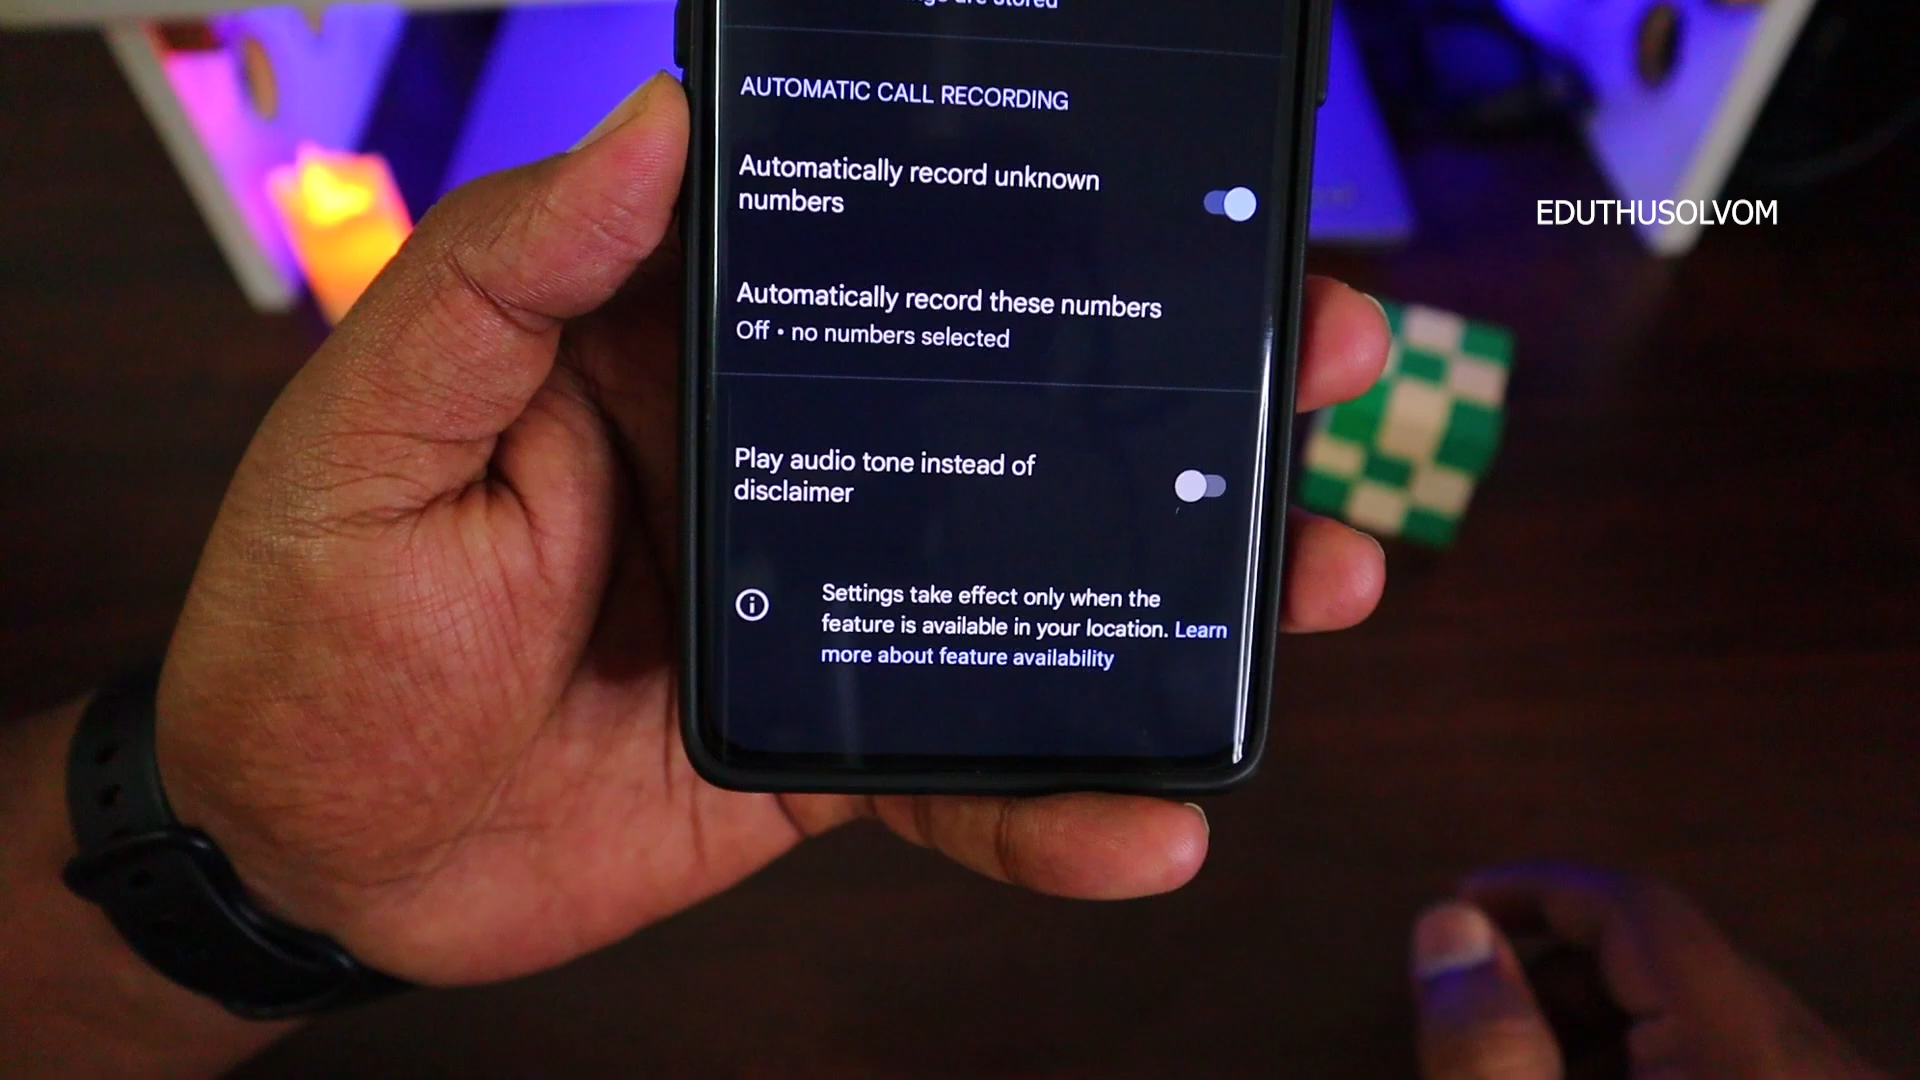 are stored
AUTOMATIC CALL RECORDING
Automatically record unknown
numbers
EDUTHUSOLVOM
Automatically record these numbers
Off • no numbers selected
Play audio tone instead of
disclaimer
Settings take effect only when the
feature is available in your location. Learn
more about feature availability